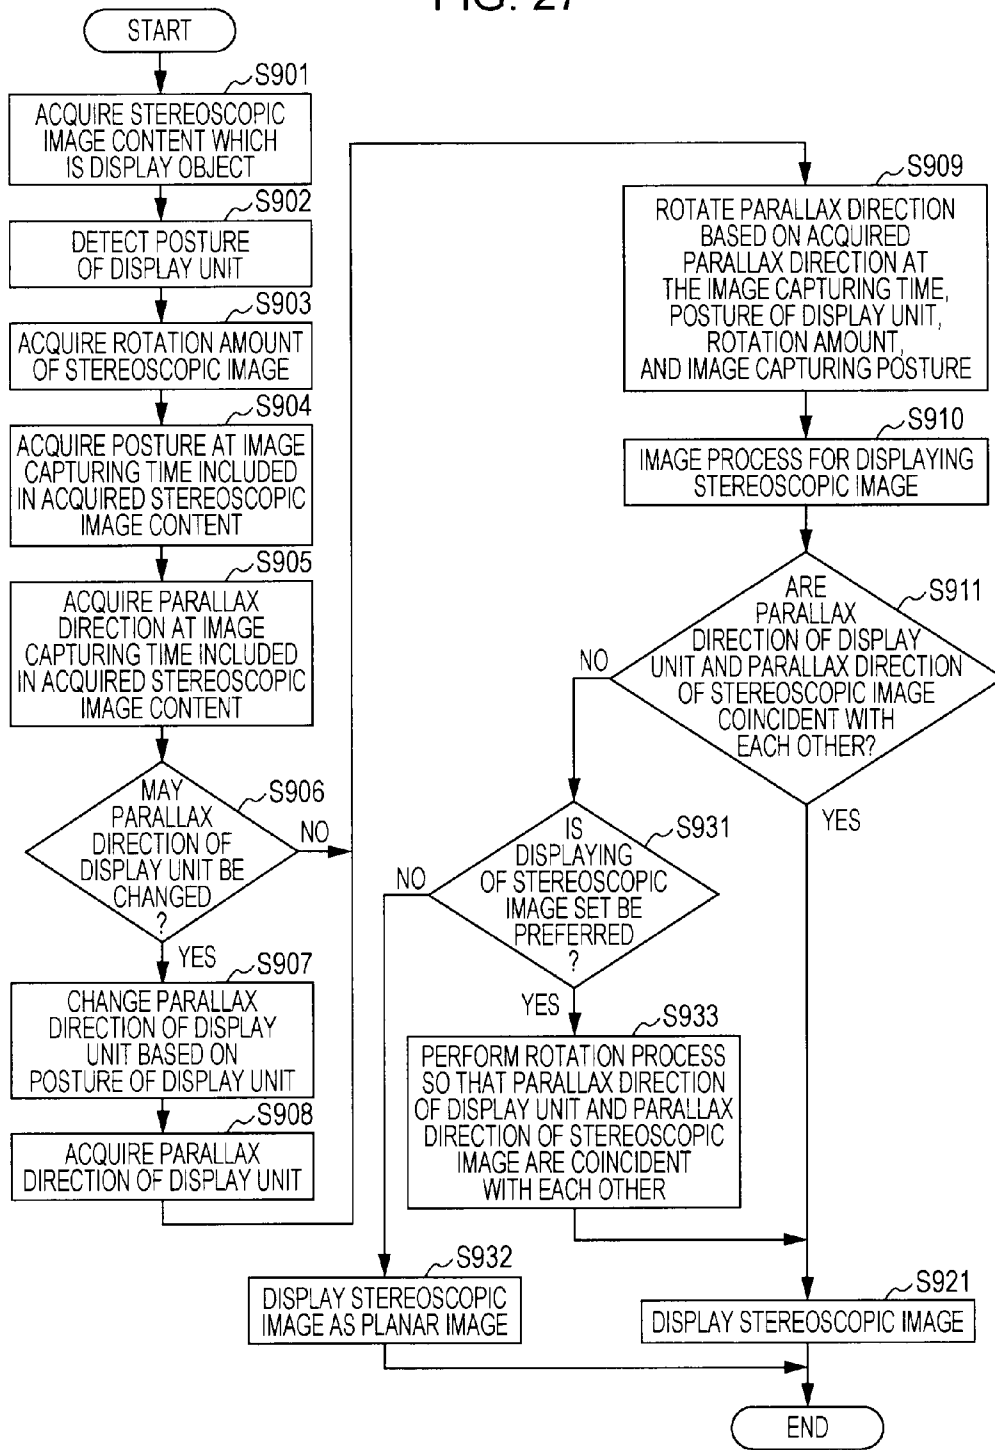 FIG. 27
START
S901
ACQUIRE STEREOSCOPIC
IMAGE CONTENT WHICH
IS DISPLAY OBJECT
S902
DETECT POSTURE
OF DISPLAY UNIT
S903
ACQUIRE ROTATION AMOUNT
OF STEREOSCOPIC IMAGE
S904
ACQUIRE POSTURE AT IMAGE
CAPTURING TIME INCLUDED
IN ACQUIRED STEREOSCOPIC
IMAGE CONTENT
S905
ACQUIRE PARALLAX
DIRECTION AT IMAGE
CAPTURING TIME INCLUDED
IN ACQUIRED STEREOSCOPIC
IMAGE CONTENT
S906
MAY
PARALLAX
DIRECTION OF
DISPLAY UNIT BE
CHANGED
?
NO
YES
S907
CHANGE PARALLAX
DIRECTION OF DISPLAY
UNIT BASED ON
POSTURE OF DISPLAY UNIT
S908
ACQUIRE PARALLAX
DIRECTION OF DISPLAY UNIT
S909
ROTATE PARALLAX DIRECTION
BASED ON ACQUIRED
PARALLAX DIRECTION AT
THE IMAGE CAPTURING TIME,
POSTURE OF DISPLAY UNIT,
ROTATION AMOUNT,
AND IMAGE CAPTURING POSTURE
S910
IMAGE PROCESS FOR DISPLAYING
STEREOSCOPIC IMAGE
S911
ARE
PARALLAX
DIRECTION OF DISPLAY
UNIT AND PARALLAX DIRECTION
OF STEREOSCOPIC IMAGE
COINCIDENT WITH
EACH OTHER?
NO
YES
S931
IS
DISPLAYING
OF STEREOSCOPIC
IMAGE SET BE
PREFERRED
?
NO
YES
S933
PERFORM ROTATION PROCESS
SO THAT PARALLAX DIRECTION
OF DISPLAY UNIT AND PARALLAX
DIRECTION OF STEREOSCOPIC
IMAGE ARE COINCIDENT
WITH EACH OTHER
S932
DISPLAY STEREOSCOPIC
IMAGE AS PLANAR IMAGE
S921
DISPLAY STEREOSCOPIC IMAGE
END